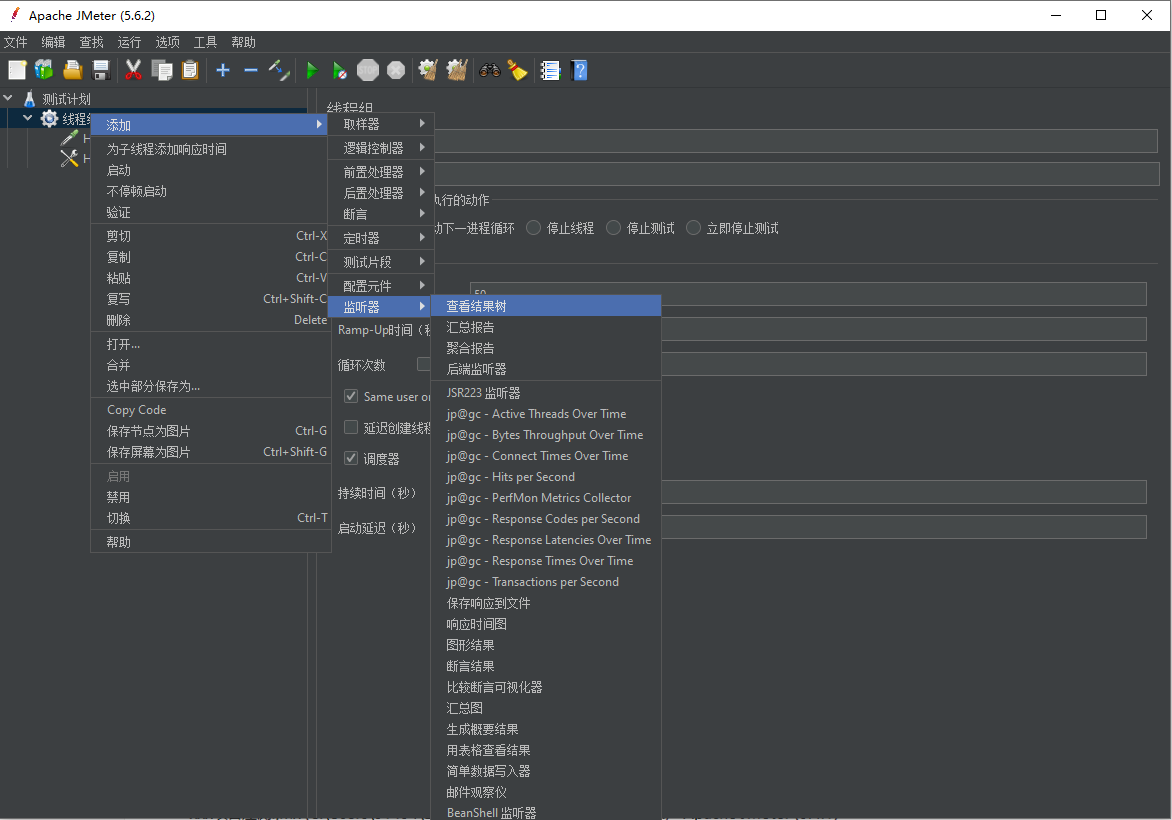 Apache JMeter (5.6.2)
文件 编辑 查找 运行 选项 工具 帮助
测试计划
线程组
添加
为子线程添加响应时间
启动
不停顿启动
验证
剪切 Ctrl-X
复制 Ctrl-C
粘贴 Ctrl-V
复写 Ctrl+Shift-C
删除 Delete
打开...
合并
选中部分保存为...
Copy Code
保存节点为图片 Ctrl-G
保存屏幕为图片 Ctrl+Shift-G
启用
禁用
切换 Ctrl-T
帮助
取样器
逻辑控制器
前置处理器
后置处理器
断言
定时器
测试片段
配置元件
监听器
查看结果树
汇总报告
聚合报告
后端监听器
JSR223 监听器
jp@gc - Active Threads Over Time
jp@gc - Bytes Throughput Over Time
jp@gc - Connect Times Over Time
jp@gc - Hits per Second
jp@gc - PerfMon Metrics Collector
jp@gc - Response Codes per Second
jp@gc - Response Latencies Over Time
jp@gc - Response Times Over Time
jp@gc - Transactions per Second
保存响应到文件
响应时间图
图形结果
断言结果
比较断言可视化器
汇总图
生成概要结果
用表格查看结果
简单数据写入器
邮件观察仪
BeanShell 监听器
线程组
执行的动作
动下一进程循环 停止线程 停止测试 立即停止测试
50
Ramp-Up时间（秒
循环次数
Same user o
延迟创建线程
调度器
持续时间（秒）
启动延迟（秒）